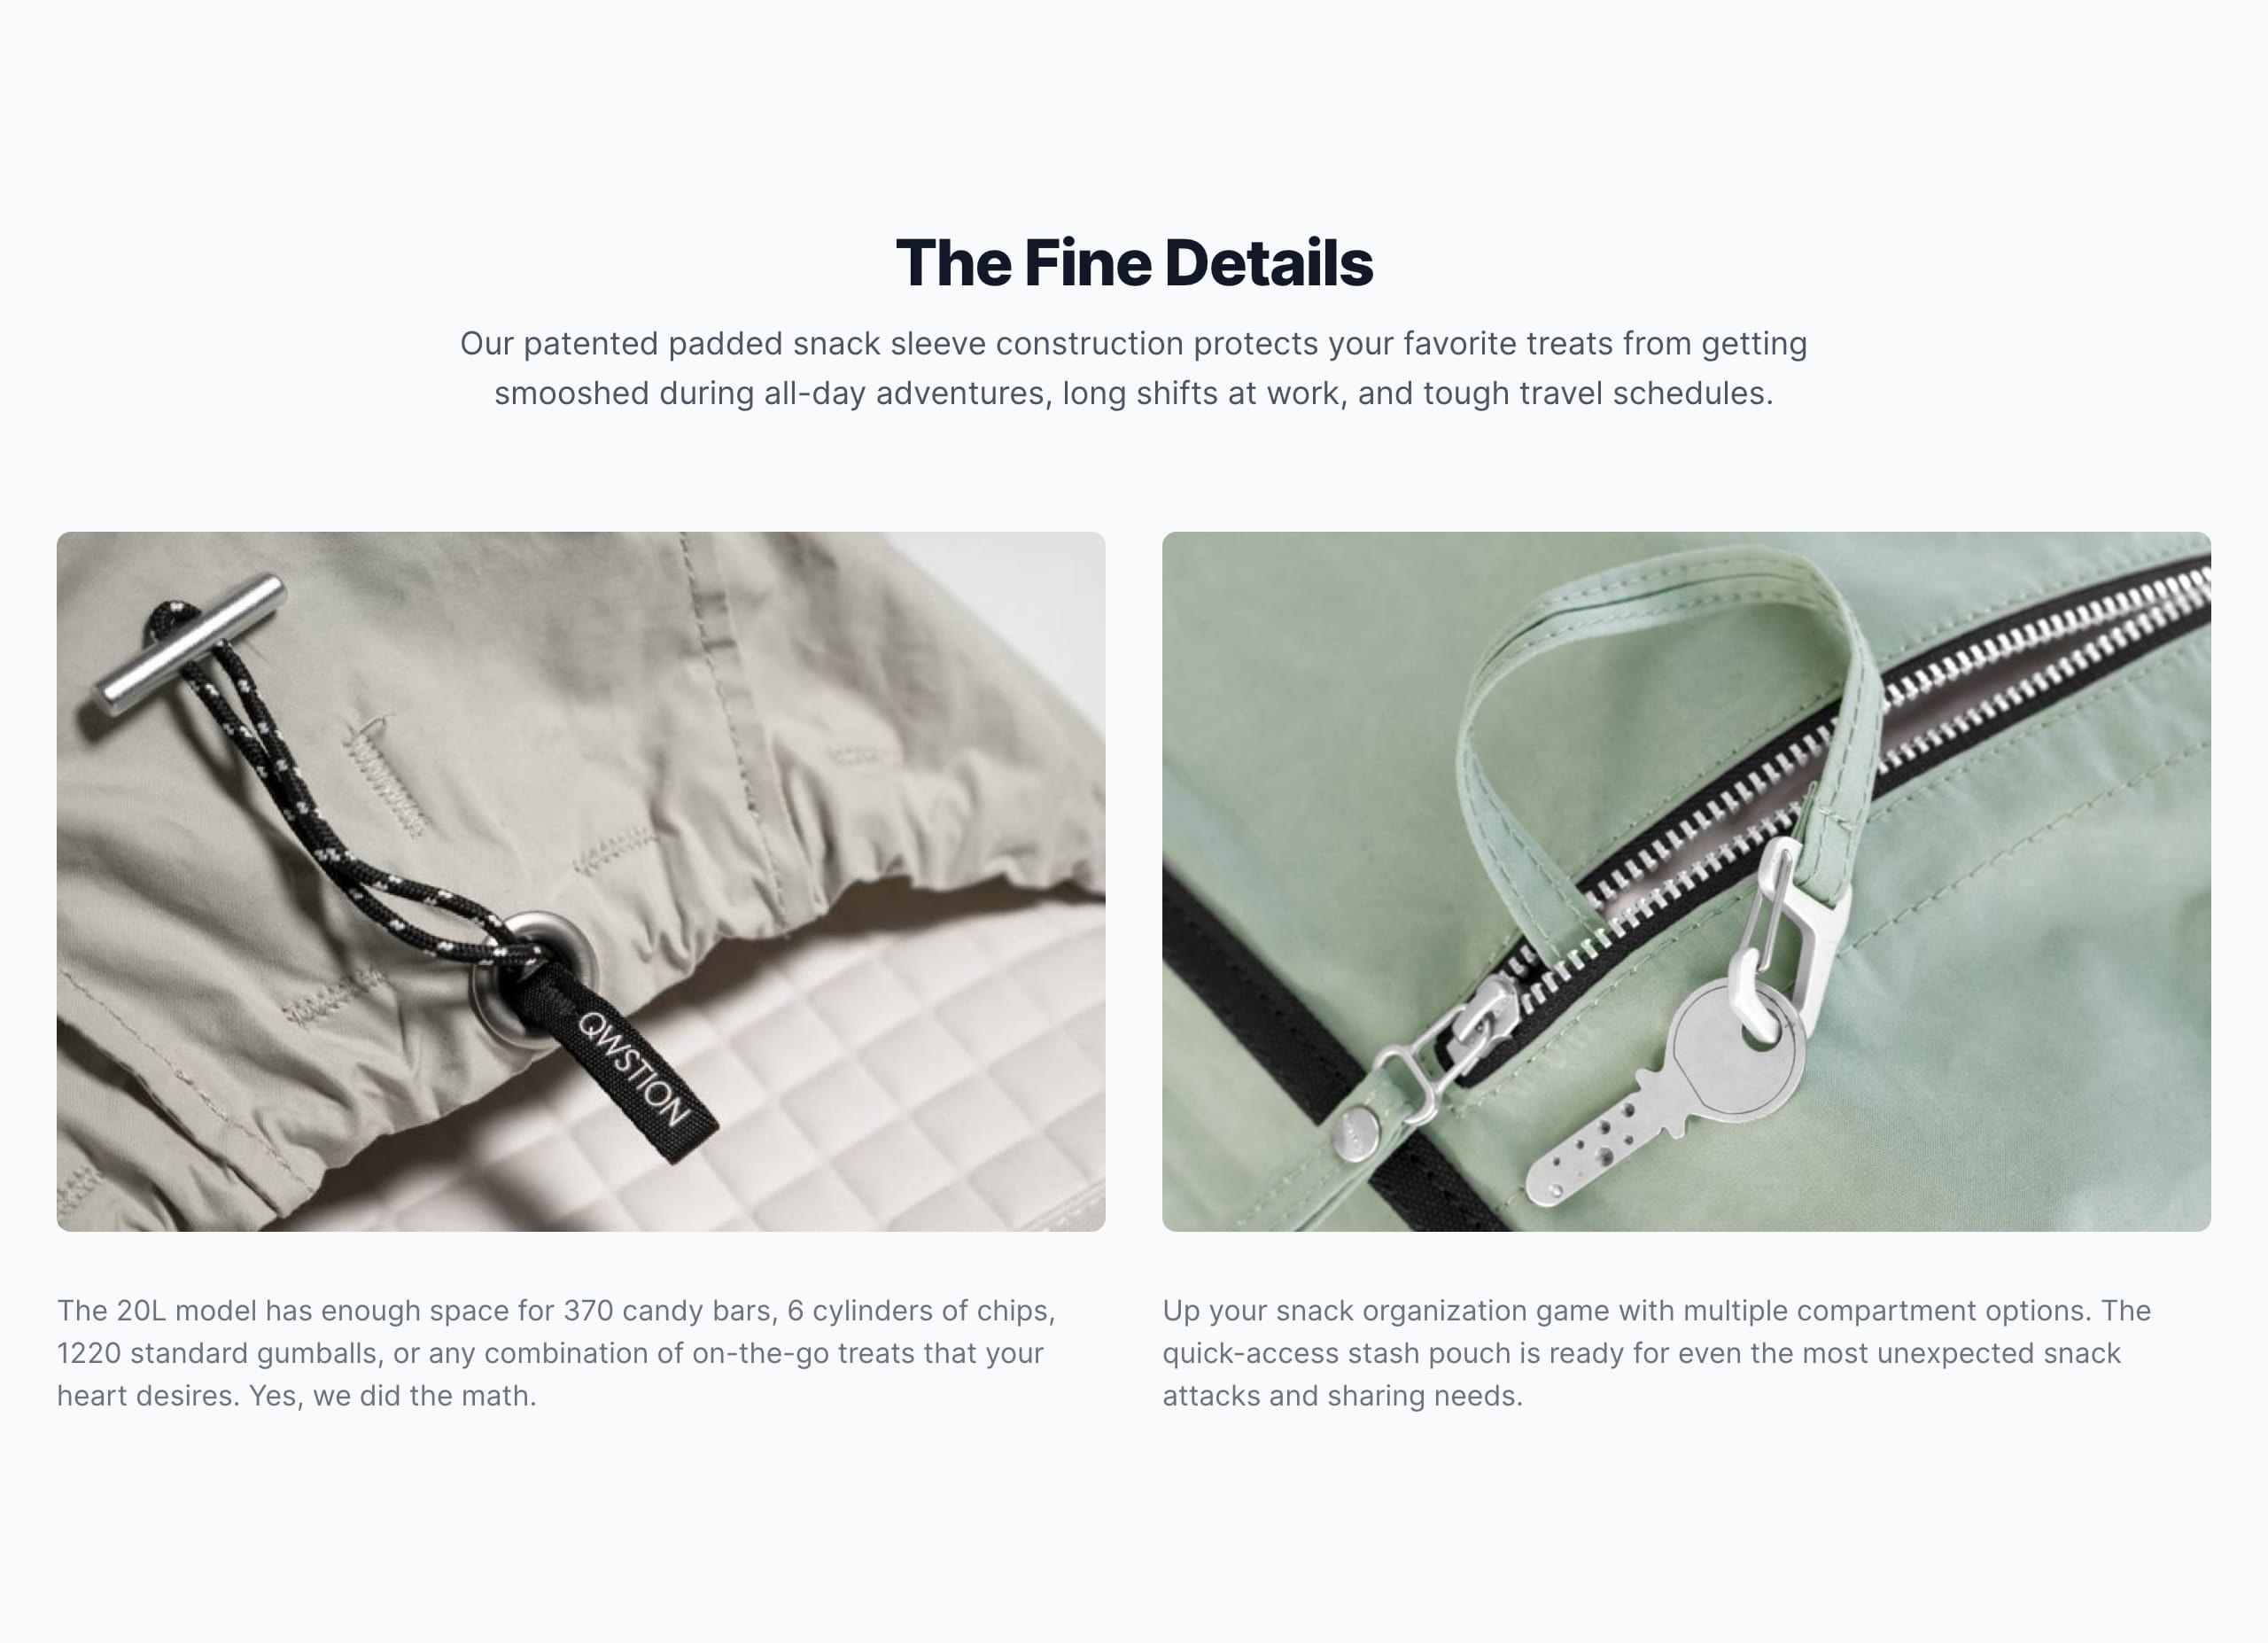 The Fine Details
Our patented padded snack sleeve construction protects your favorite treats from getting
smooshed during all-day adventures, long shifts at work, and tough travel schedules.
QWSTION
The 20L model has enough space for 370 candy bars, 6 cylinders of chips,
1220 standard gumballs, or any combination of on-the-go treats that your
heart desires. Yes, we did the math.
Up your snack organization game with multiple compartment options. The
quick-access stash pouch is ready for even the most unexpected snack
attacks and sharing needs.